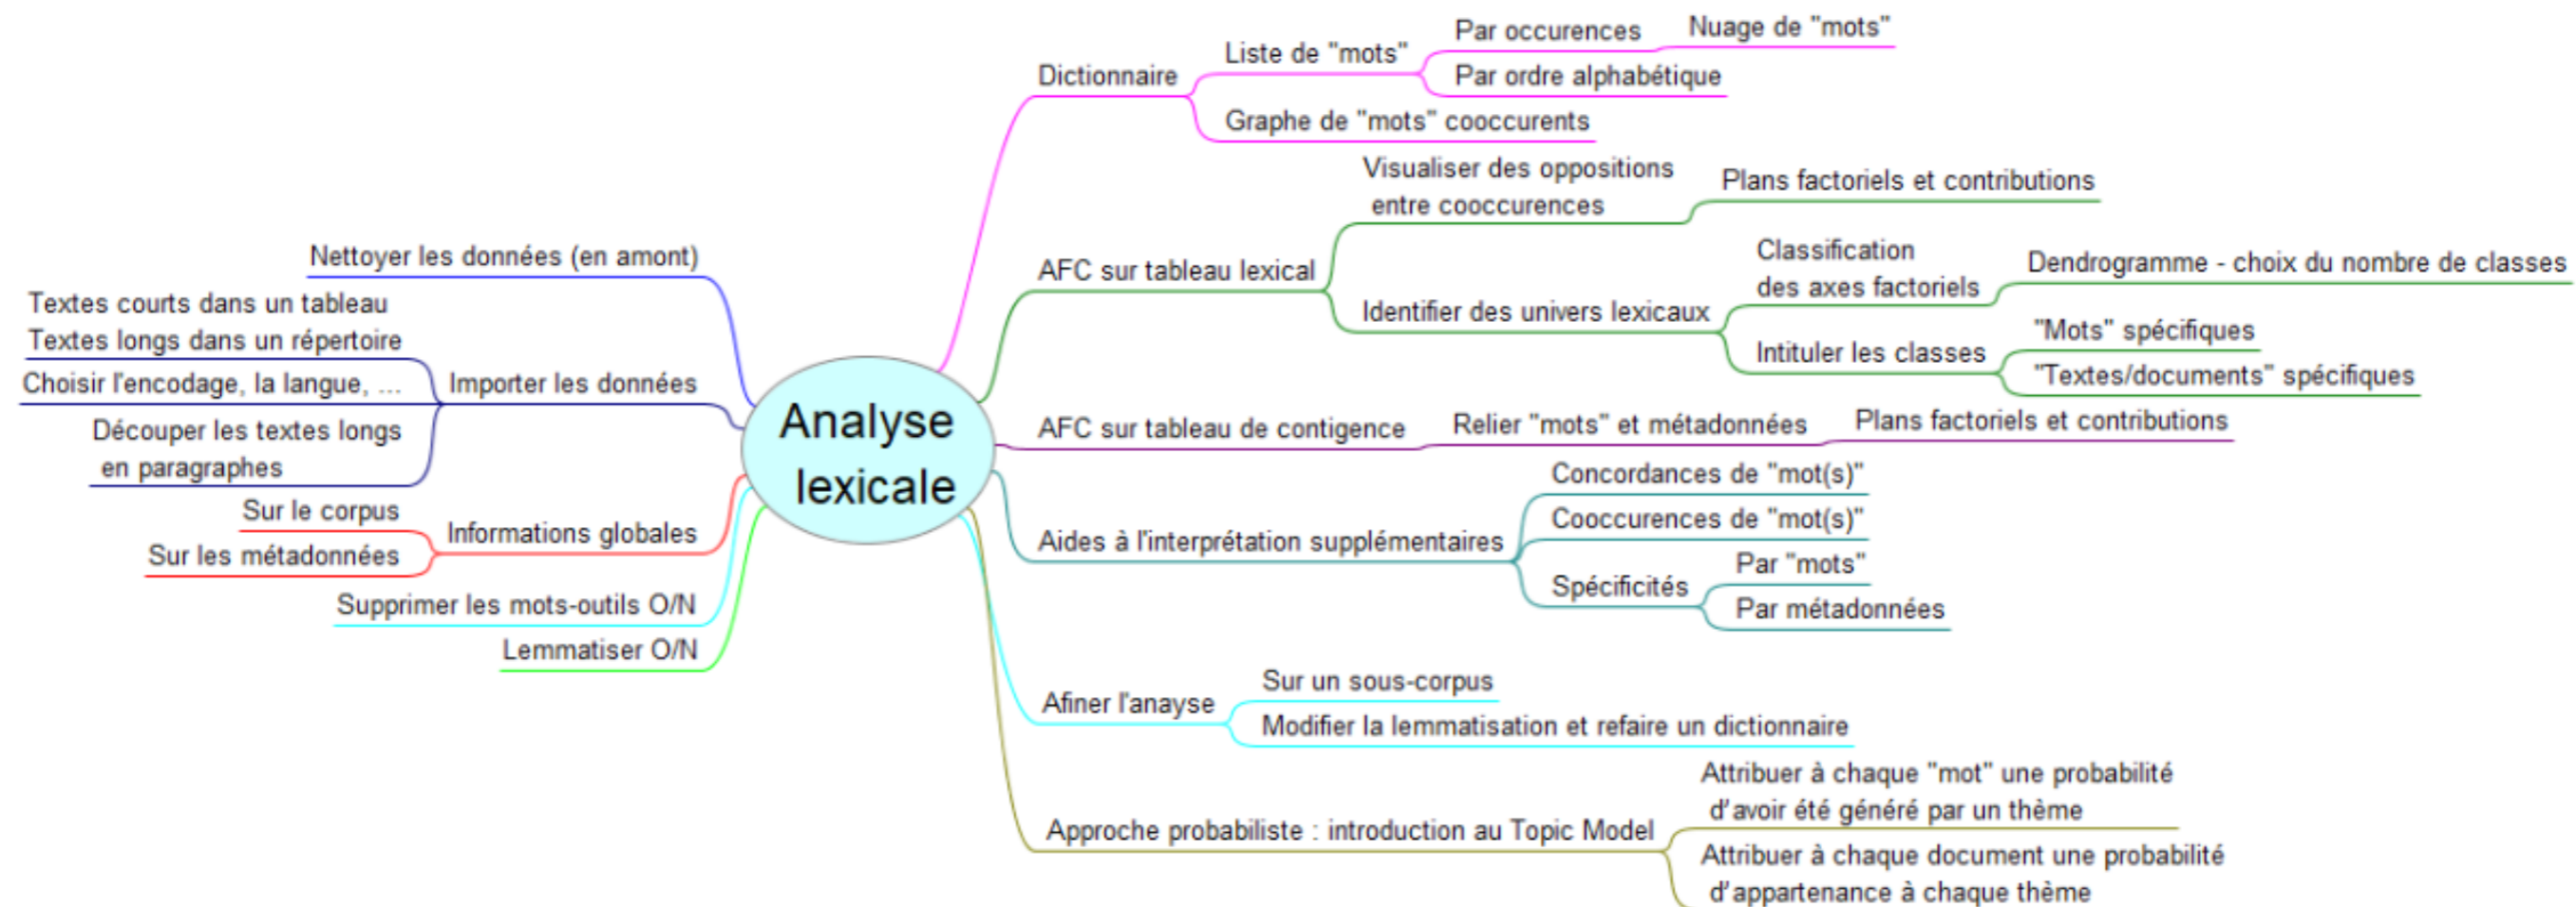 Analyse
lexicale
Nettoyer les données (en amont)
Importer les données
Textes courts dans un tableau
Textes longs dans un répertoire
Choisir l'encodage, la langue, ...
Découper les textes longs
en paragraphes
Informations globales
Sur le corpus
Sur les métadonnées
Supprimer les mots-outils O/N
Lemmatiser O/N
Dictionnaire
Liste de "mots"
Par occurences
Nuage de "mots"
Par ordre alphabétique
Graphe de "mots" cooccurents
AFC sur tableau lexical
Visualiser des oppositions
entre cooccurences
Plans factoriels et contributions
Identifier des univers lexicaux
Classification
des axes factoriels
Dendrogramme - choix du nombre de classes
Intituler les classes
"Mots" spécifiques
"Textes/documents" spécifiques
AFC sur tableau de contigence
Relier "mots" et métadonnées
Plans factoriels et contributions
Aides à l'interprétation supplémentaires
Concordances de "mot(s)"
Cooccurences de "mot(s)"
Spécificités
Par "mots"
Par métadonnées
Afiner l'anayse
Sur un sous-corpus
Modifier la lemmatisation et refaire un dictionnaire
Approche probabiliste : introduction au Topic Model
Attribuer à chaque "mot" une probabilité
d'avoir été généré par un thème
Attribuer à chaque document une probabilité
d'appartenance à chaque thème